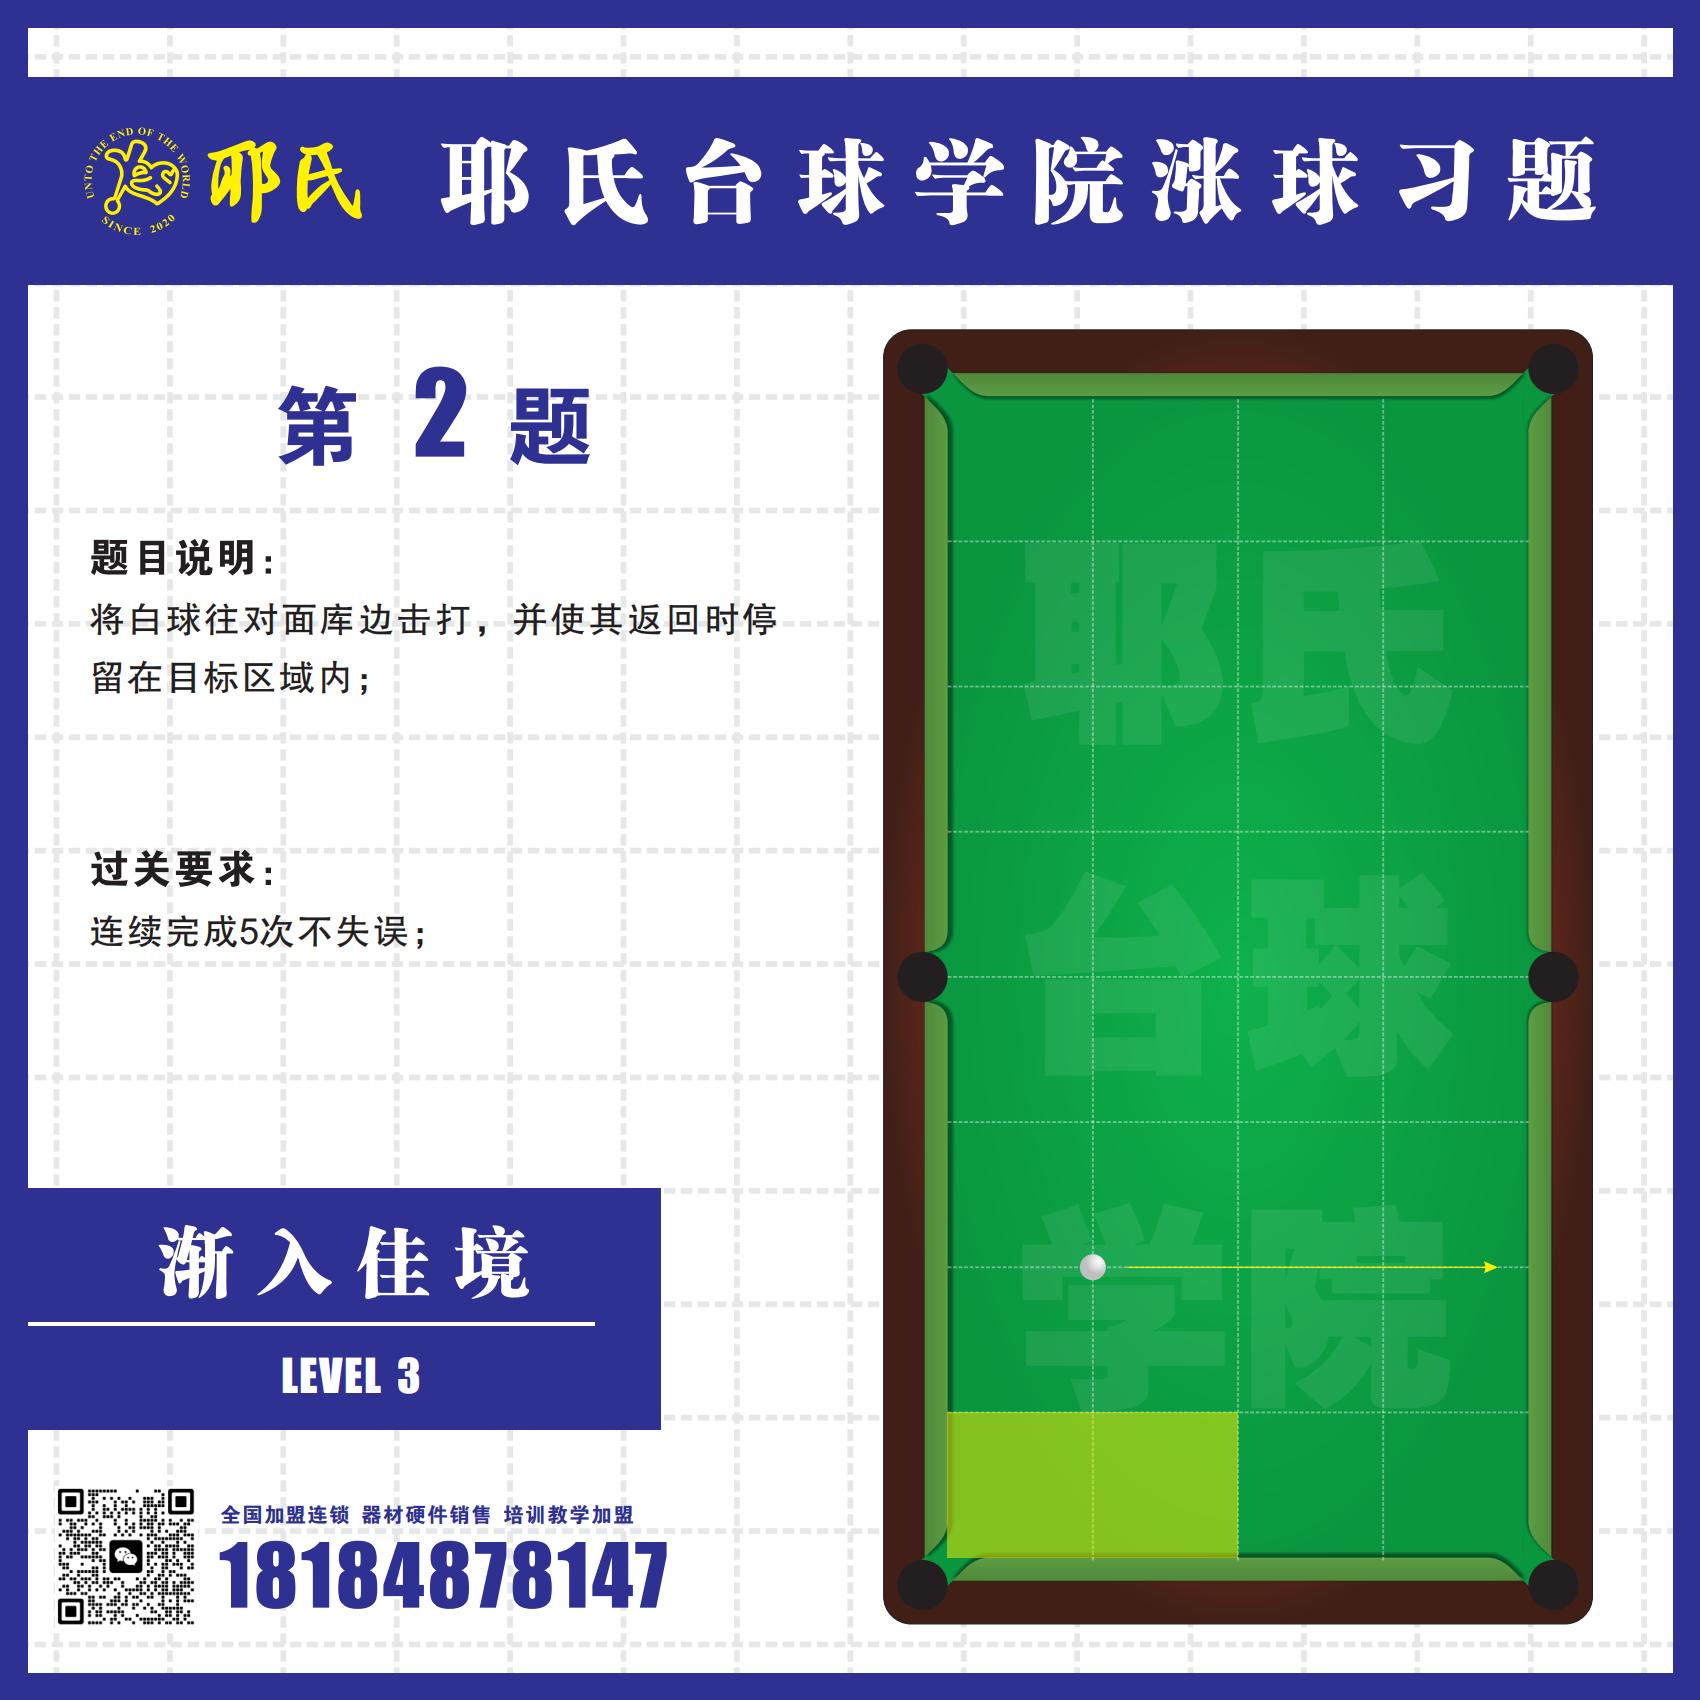 UNTO THE END OF THE WORLD
SINCE 2020
耶氏
耶氏台球学院涨球习题
第 2 题
题目说明：
将白球往对面库边击打，并使其返回时停
留在目标区域内；
过关要求：
连续完成5次不失误；
渐入佳境
LEVEL 3
全国加盟连锁 器材硬件销售 培训教学加盟
18184878147
耶氏
台球
学院